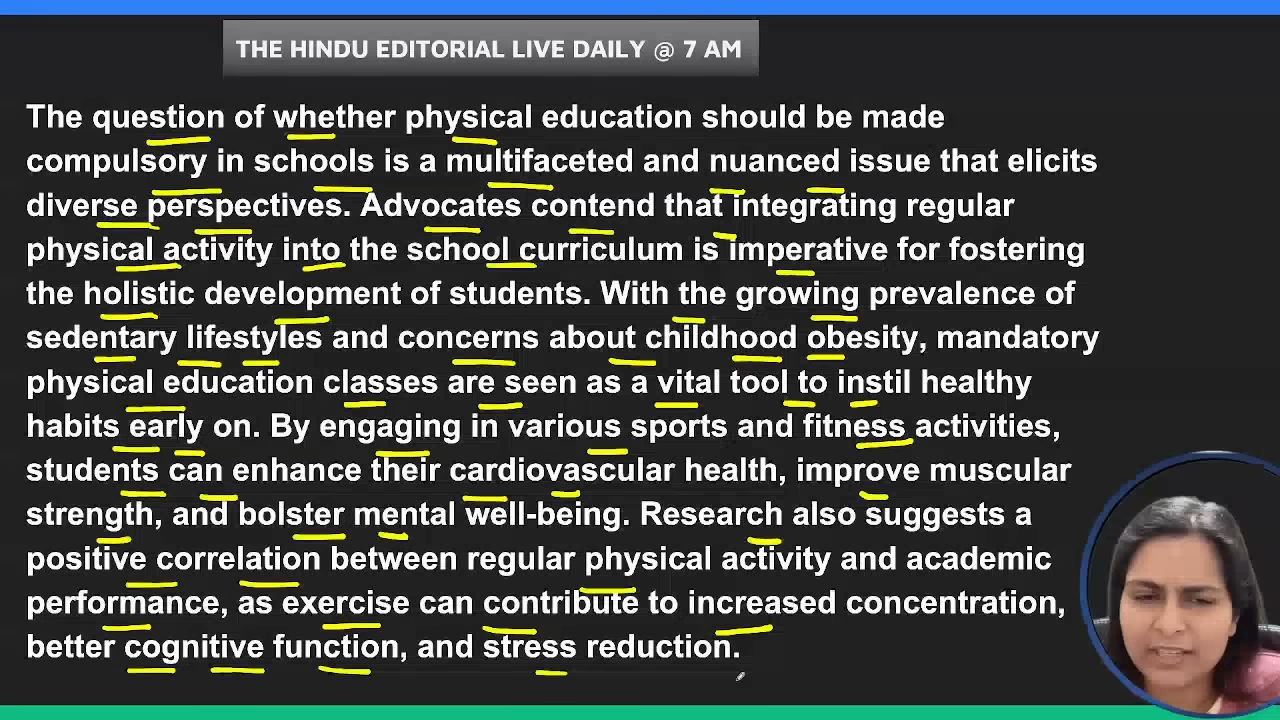 THE HINDU EDITORIAL LIVE DAILY @ 7 AM
The question of whether physical education should be made
compulsory in schools is a multifaceted and nuanced issue that elicits
diverse perspectives. Advocates contend that integrating regular
physical activity into the school curriculum is imperative for fostering
the holistic development of students. With the growing prevalence of
sedentary lifestyles and concerns about childhood obesity, mandatory
physical education classes are seen as a vital tool to instil healthy
habits early on. By engaging in various sports and fitness activities,
students can enhance their cardiovascular health, improve muscular
strength, and bolster mental well-being. Research also suggests a
positive correlation between regular physical activity and academic
performance, as exercise can contribute to increased concentration,
better cognitive function, and stress reduction.